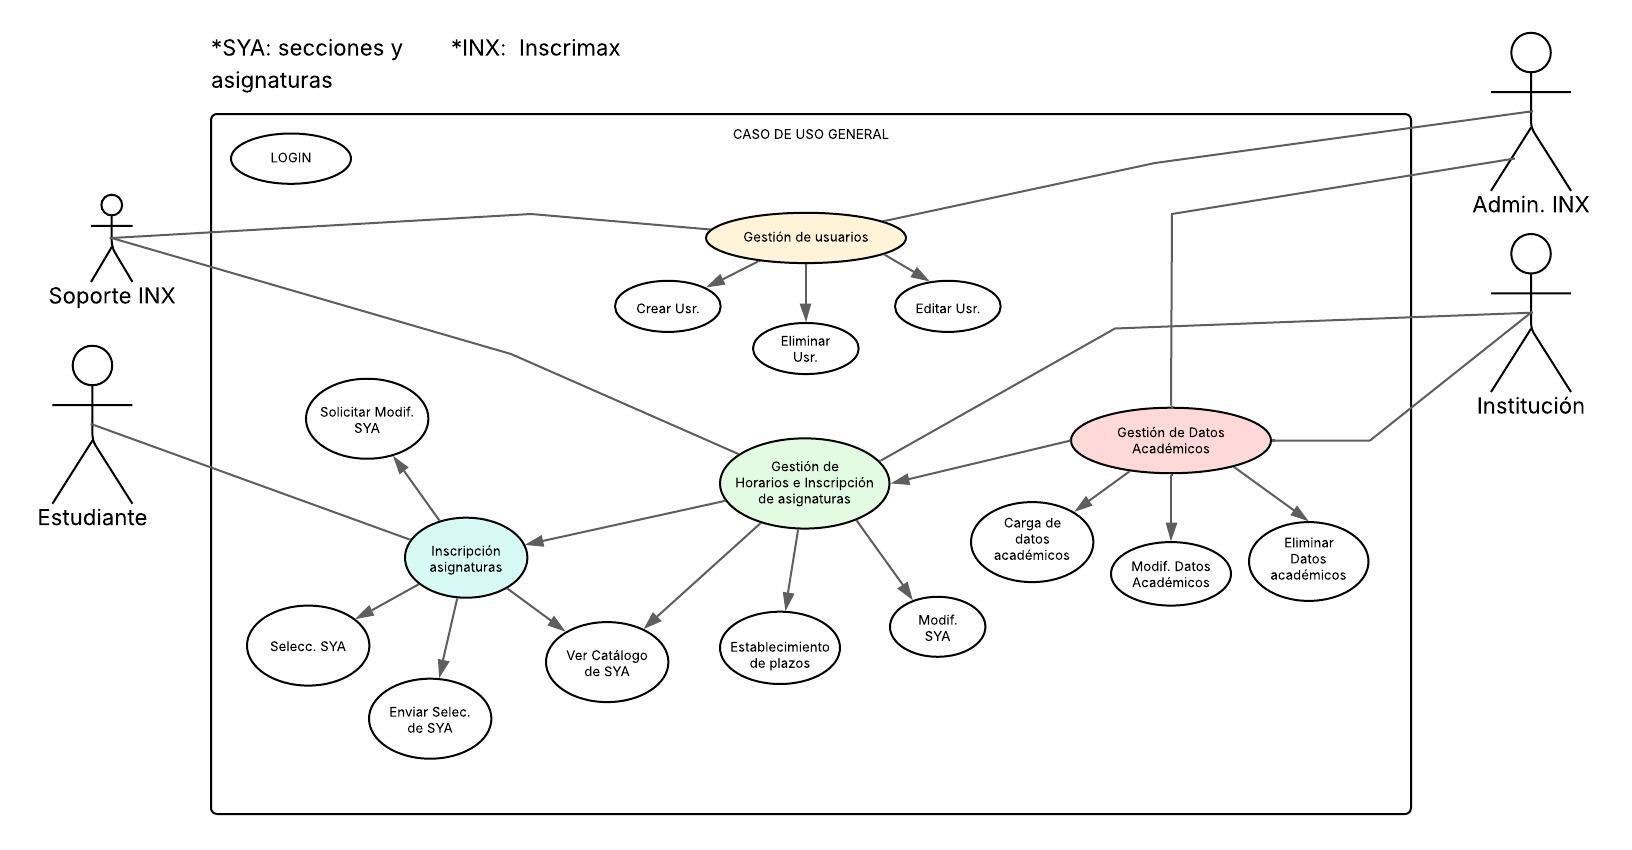 *SYA: secciones y
asignaturas
*INX:  Inscrimax
CASO DE USO GENERAL
LOGIN
Admin. INX
Soporte INX
Gestión de usuarios
Crear Usr.
Eliminar
Usr.
Editar Usr.
Institución
Estudiante
Solicitar Modif.
SYA
Gestión de
Horarios e Inscripción
de asignaturas
Gestión de Datos
Académicos
Carga de
datos
académicos
Modif. Datos
Académicos
Eliminar
Datos
académicos
Inscripción
asignaturas
Selecc. SYA
Enviar Selec.
de SYA
Ver Catálogo
de SYA
Establecimiento
de plazos
Modif.
SYA